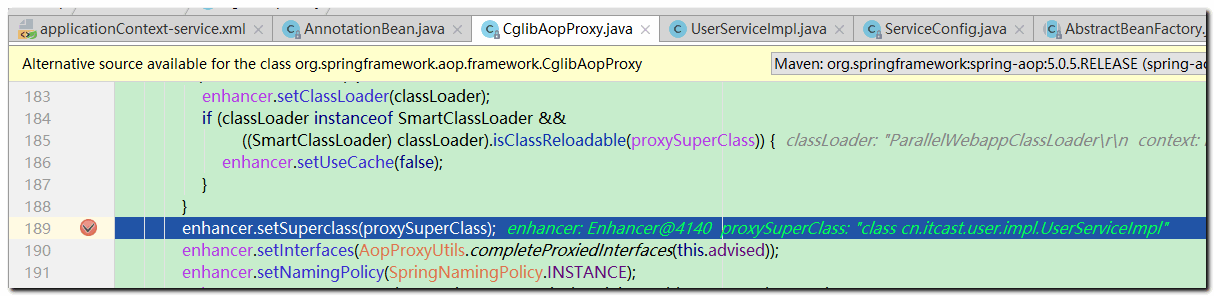 applicationContext-service.xml AnnotationBean.java CglibAopProxy.java UserServiceImpl.java ServiceConfig.java AbstractBeanFactory.
Alternative source available for the class org.springframework.aop.framework.CglibAopProxy Maven: org.springframework:spring-aop:5.0.5.RELEASE (spring-
183 enhancer.setClassLoader(classLoader);
184 if (classLoader instanceof SmartClassLoader &&
185 ((SmartClassLoader) classLoader).isClassReloadable(proxySuperClass)) { classLoader: "ParallelWebappClassLoader\r\n context:
186 enhancer.setUseCache(false);
187 }
188 }
189 enhancer.setSuperclass(proxySuperClass); enhancer: Enhancer@4140 proxySuperClass: "class cn.itcast.user.impl.UserServiceImpl"
190 enhancer.setInterfaces(AopProxyUtils.completeProxiedInterfaces(this.advised));
191 enhancer.setNamingPolicy(SpringNamingPolicy.INSTANCE);